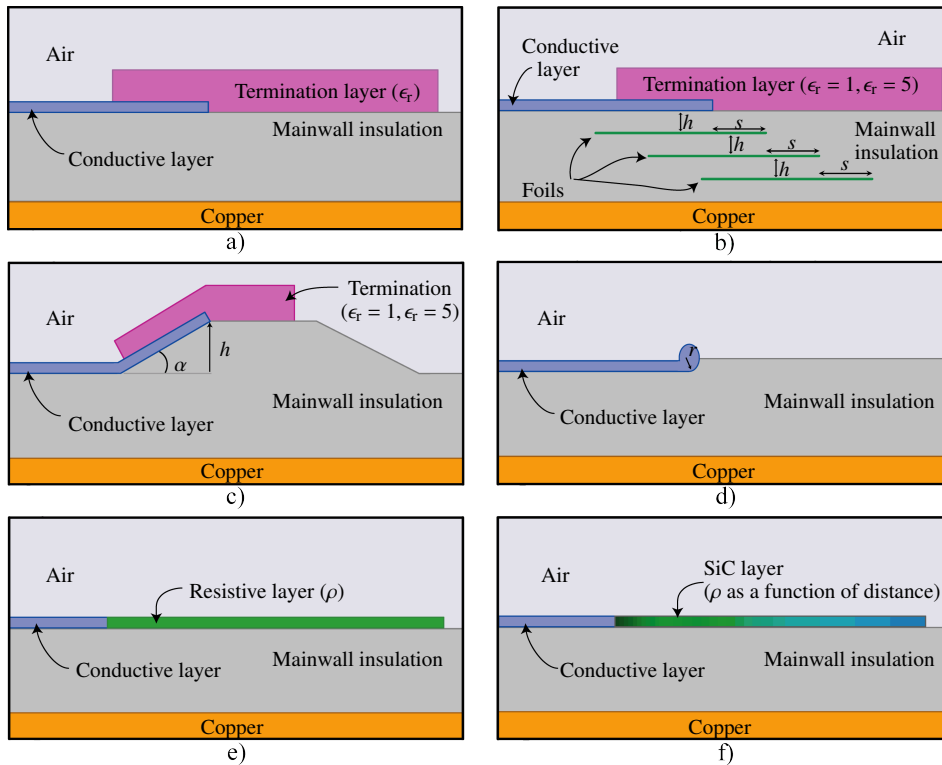 Air
Termination layer (ϵr)
Mainwall insulation
Conductive layer
Copper
a)
Conductive
layer
Air
Termination layer (ϵr = 1, ϵr = 5)
h
s
Mainwall
insulation
h
s
h
s
Foils
Copper
b)
Air
Termination
(ϵr = 1, ϵr = 5)
α
h
Conductive layer
Mainwall insulation
Copper
c)
Air
r
Conductive layer
Mainwall insulation
Copper
d)
Air
Resistive layer (ρ)
Conductive layer
Mainwall insulation
Copper
e)
Air
SiC layer
(ρ as a function of distance)
Conductive layer
Mainwall insulation
Copper
f)